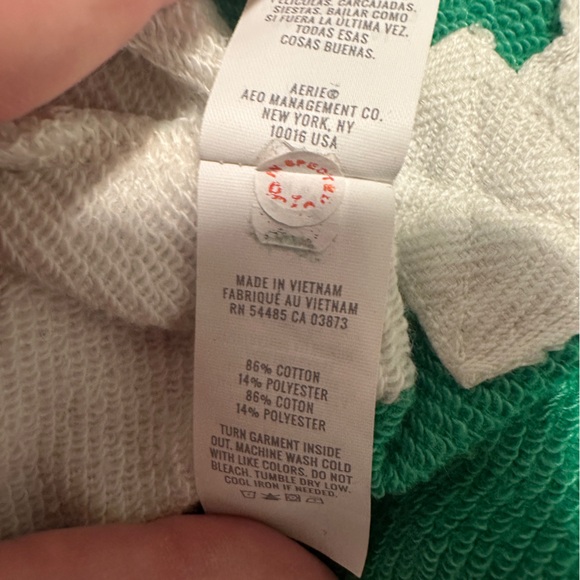 PELÍCULAS. CARCAJADAS.
SIESTAS. BAILAR COMO
SI FUERA LA ÚLTIMA VEZ.
TODAS ESAS
COSAS BUENAS.
AERIE®
AEO MANAGEMENT CO.
NEW YORK, NY
10016 USA
INSPECTED
MADE IN VIETNAM
FABRIQUÉ AU VIETNAM
RN 54485 CA 03873
86% COTTON
14% POLYESTER
86% COTON
14% POLYESTER
TURN GARMENT INSIDE
OUT. MACHINE WASH COLD
WITH LIKE COLORS. DO NOT
BLEACH. TUMBLE DRY LOW.
COOL IRON IF NEEDED.